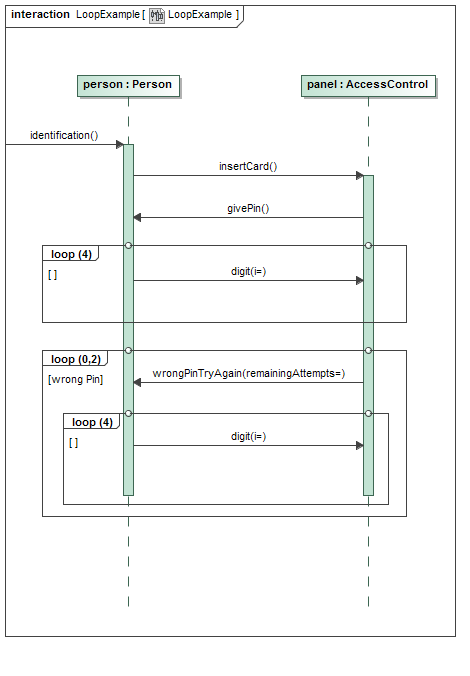 interaction LoopExample [ LoopExample ]
person : Person
panel : AccessControl
identification()
insertCard()
givePin()
loop (4)
[ ]
digit(i=)
loop (0,2)
[wrong Pin]
wrongPinTryAgain(remainingAttempts=)
loop (4)
[ ]
digit(i=)